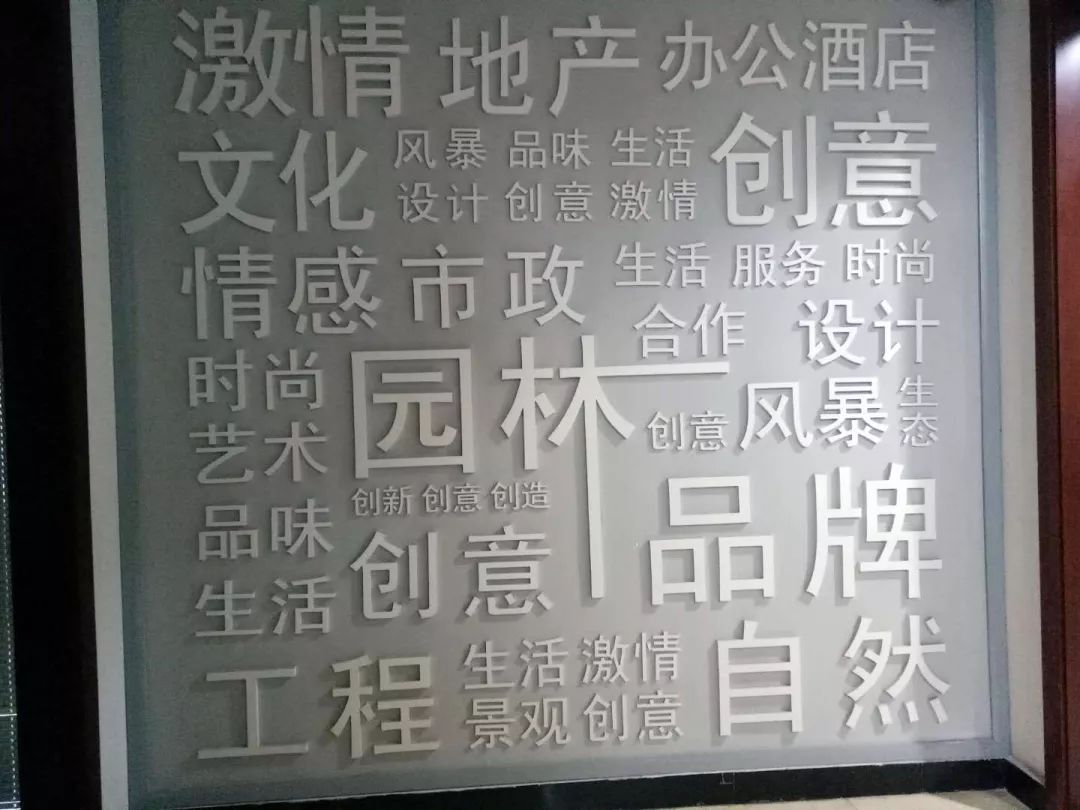 激情 地产 办公酒店
文化 风暴 品味 生活 创意
设计 创意 激情
情感 市政 生活 服务 时尚
合作 设计
时尚 园林
创意 风暴 生态
艺术
创新 创意 创造
品味 创意 品牌
生活
工程 生活 激情 自然
景观 创意